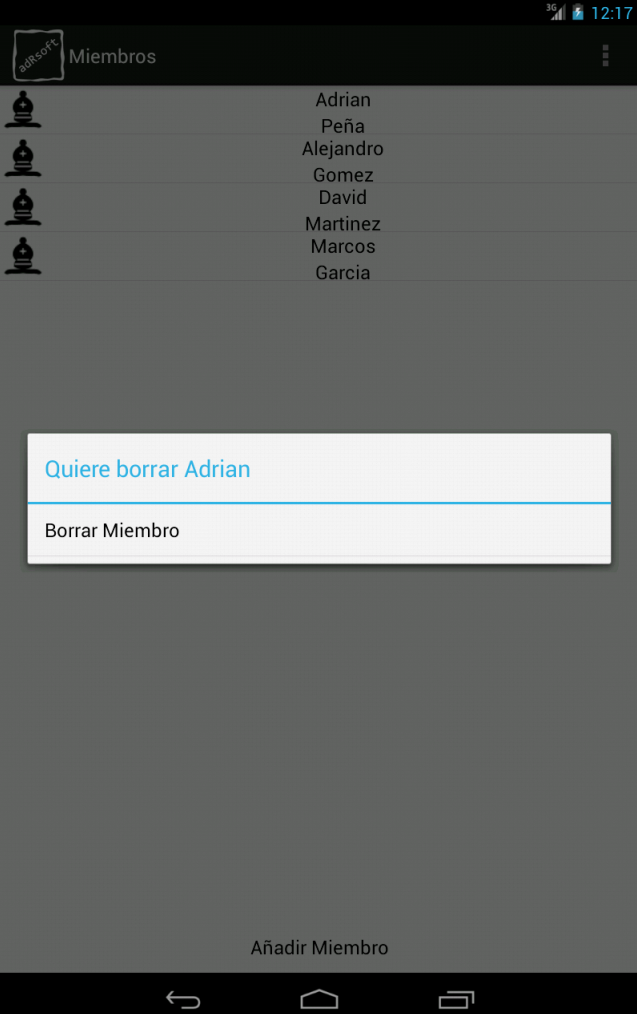 3G 12:17
adRsoft Miembros
Adrian
Peña
Alejandro
Gomez
David
Martinez
Marcos
Garcia
Quiere borrar Adrian
Borrar Miembro
Añadir Miembro